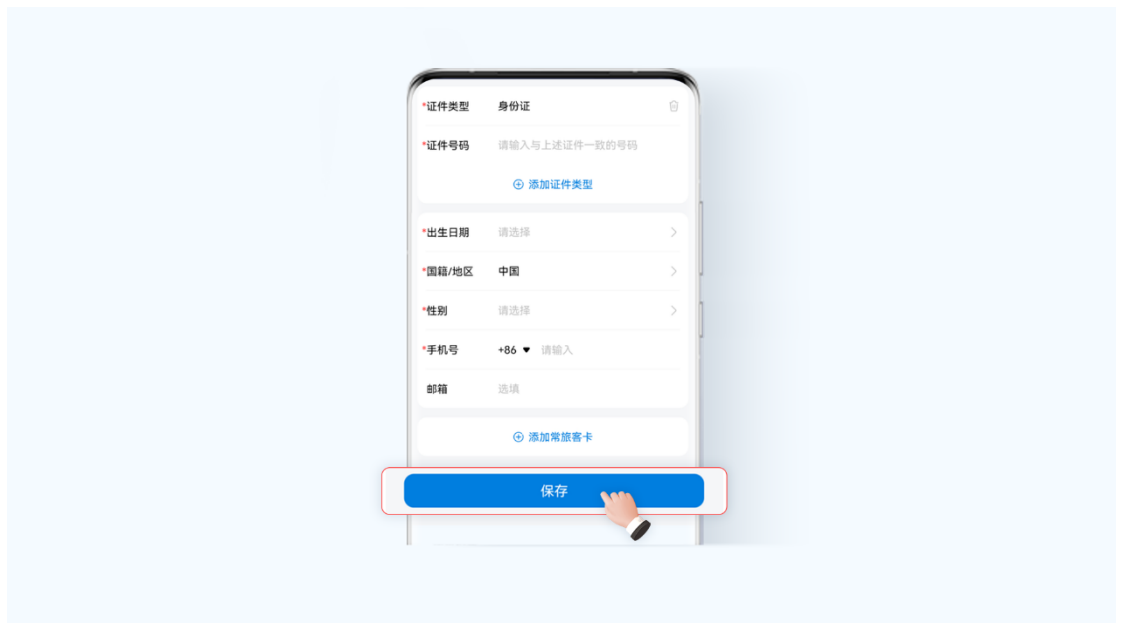 *证件类型 身份证
*证件号码 请输入与上述证件一致的号码
添加证件类型
*出生日期 请选择
*国籍/地区 中国
*性别 请选择
*手机号 +86 请输入
邮箱 选填
添加常旅客卡
保存